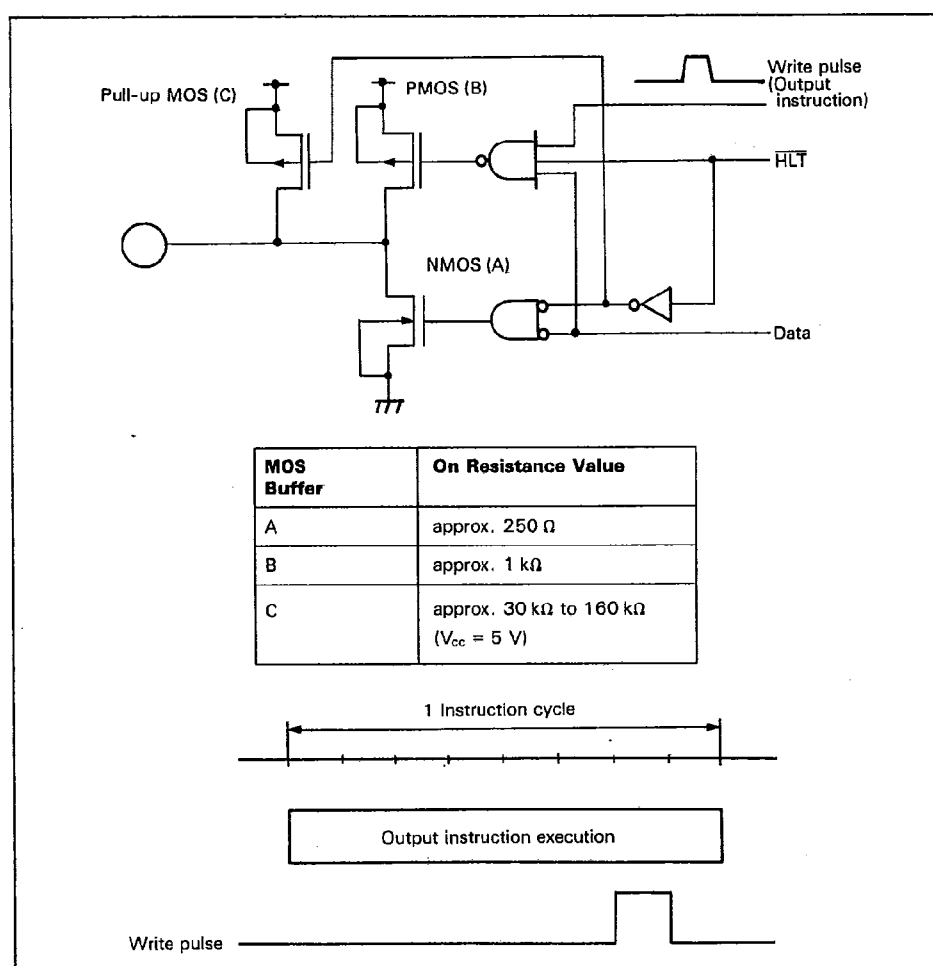 Write pulse
(Output
instruction)
Pull-up MOS (C)
PMOS (B)
HLT
NMOS (A)
Data
MOS
Buffer
On Resistance Value
A
approx. 250 Ω
B
approx. 1 kΩ
C
approx. 30 kΩ to 160 kΩ
(Vcc = 5 V)
1 Instruction cycle
Output instruction execution
Write pulse